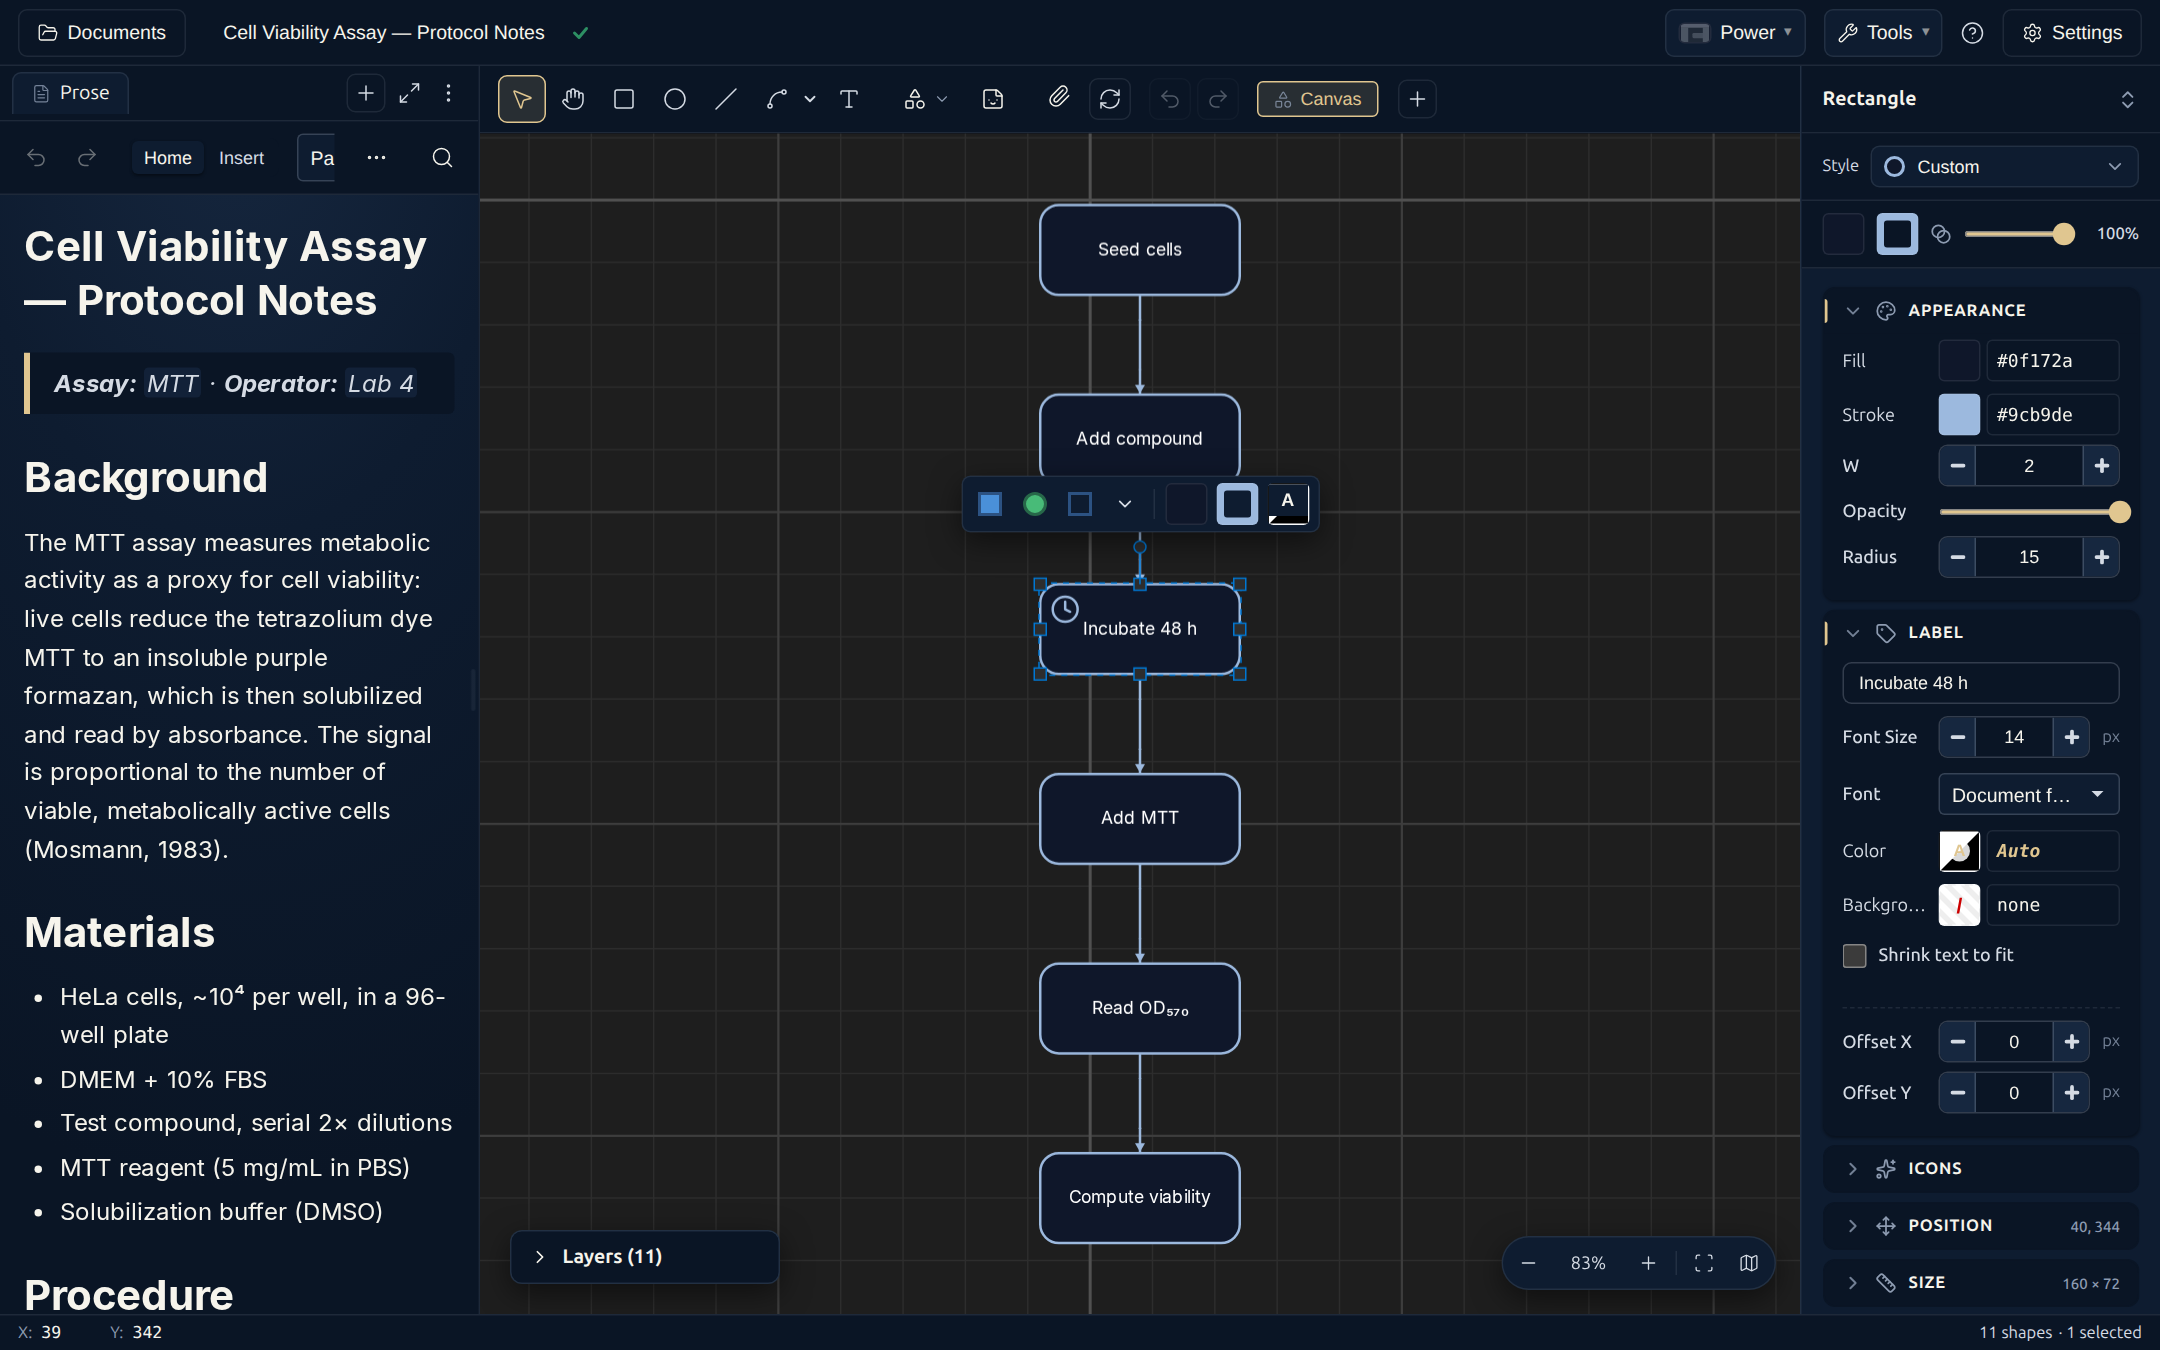 Documents
Cell Viability Assay — Protocol Notes
Power
Tools
Settings
Prose
Canvas
Rectangle
Home
Insert
Pa
Style
Custom
100%
Cell Viability Assay
— Protocol Notes
Assay: MTT · Operator: Lab 4
Background
The MTT assay measures metabolic
activity as a proxy for cell viability:
live cells reduce the tetrazolium dye
MTT to an insoluble purple
formazan, which is then solubilized
and read by absorbance. The signal
is proportional to the number of
viable, metabolically active cells
(Mosmann, 1983).
Materials
• HeLa cells, ~10⁴ per well, in a 96-
well plate
• DMEM + 10% FBS
• Test compound, serial 2× dilutions
• MTT reagent (5 mg/mL in PBS)
• Solubilization buffer (DMSO)
Procedure
Seed cells
Add compound
A
Incubate 48 h
Add MTT
Read OD₅₇₀
Compute viability
Layers (11)
83%
APPEARANCE
Fill
#0f172a
Stroke
#9cb9de
W
2
Opacity
Radius
15
LABEL
Incubate 48 h
Font Size
14
px
Font
Document f...
Color
A
Auto
Backgro...
none
Shrink text to fit
Offset X
0
px
Offset Y
0
px
ICONS
POSITION
40, 344
SIZE
160 × 72
X: 39
Y: 342
11 shapes · 1 selected